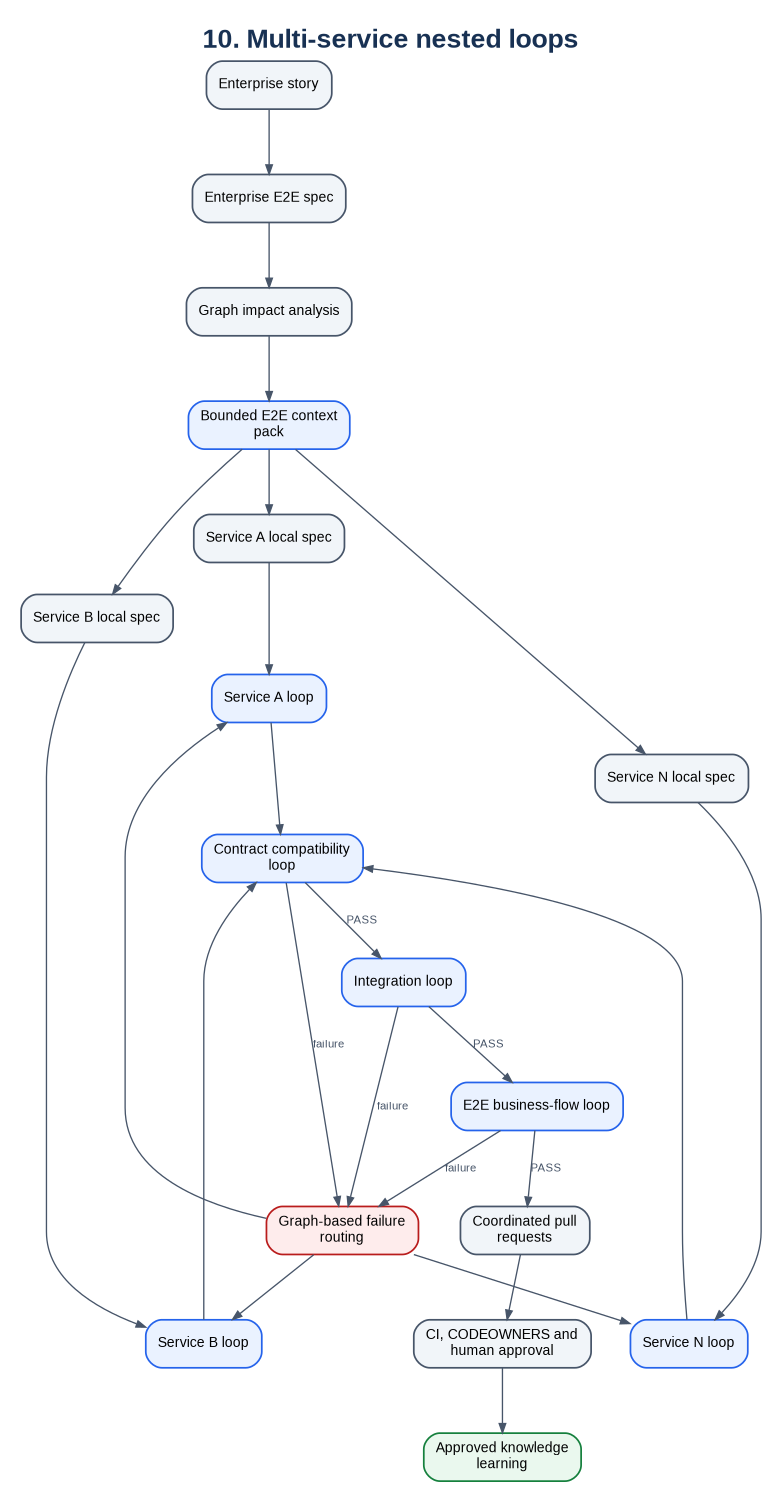 10. Multi-service nested loops
Enterprise story
Enterprise E2E spec
Graph impact analysis
Bounded E2E context
pack
Service A local spec
Service B local spec
Service A loop
Service N local spec
Contract compatibility
loop
PASS
Integration loop
failure
PASS
failure
E2E business-flow loop
failure
PASS
Graph-based failure
routing
Coordinated pull
requests
Service B loop
CI, CODEOWNERS and
human approval
Service N loop
Approved knowledge
learning